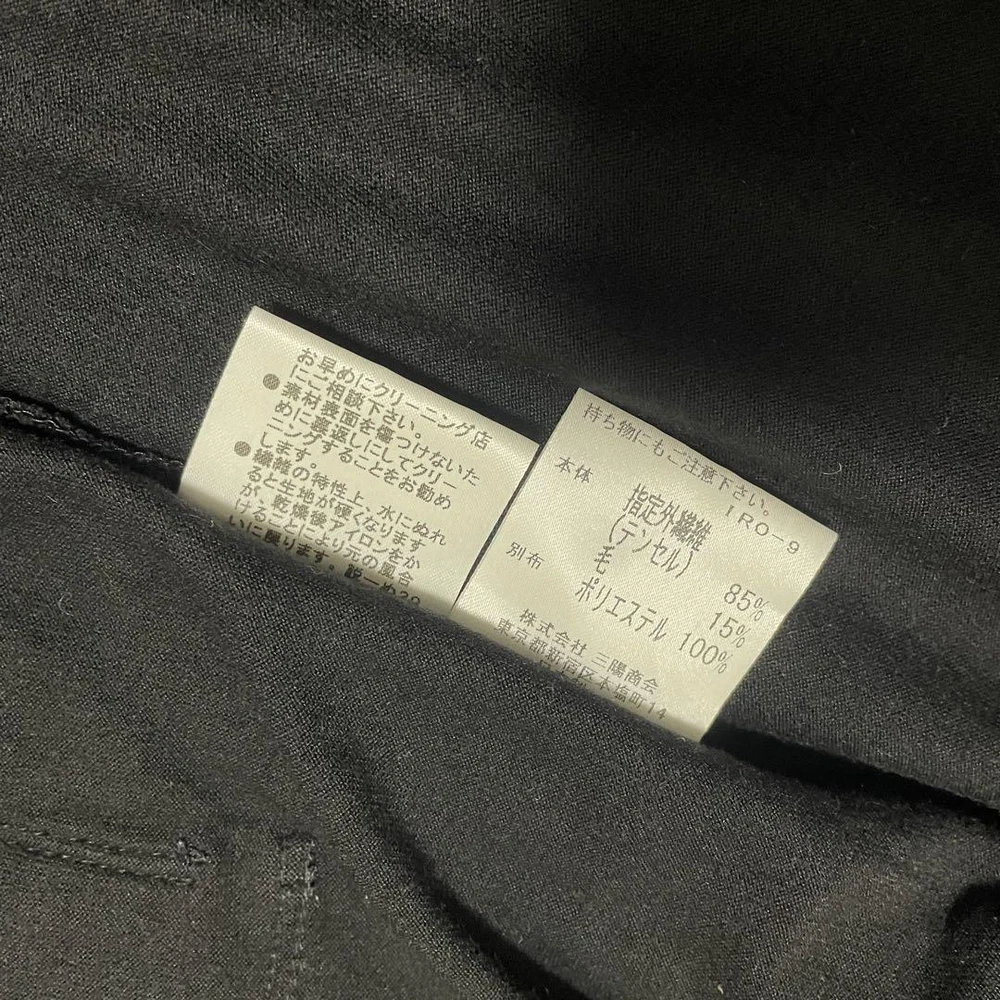 お早めにクリーニング店
にご相談下さい。
●素材表面を傷つけないた
めに裏返しにしてクリー
ニングすることをお勧め
します。
●繊維の特性上、水にぬれ
ると生地が硬くなります
が、乾燥後アイロンをか
けることにより元の風合
いに戻ります。
持ち物にもご注意下さい。
IRO-9
本体
指定外繊維
(テンセル) 85%
毛 15%
別布
ポリエステル 100%
株式会社 三陽商会
東京都新宿区本塩町14